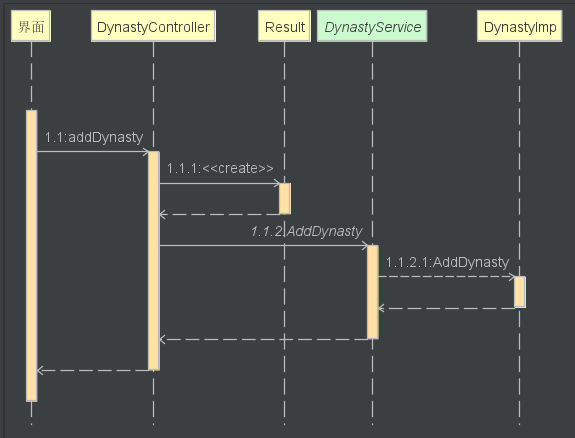 界面
DynastyController
Result
DynastyService
DynastyImp
1.1:addDynasty
1.1.1:<<create>>
1.1.2.AddDynasty
1.1.2.1:AddDynasty